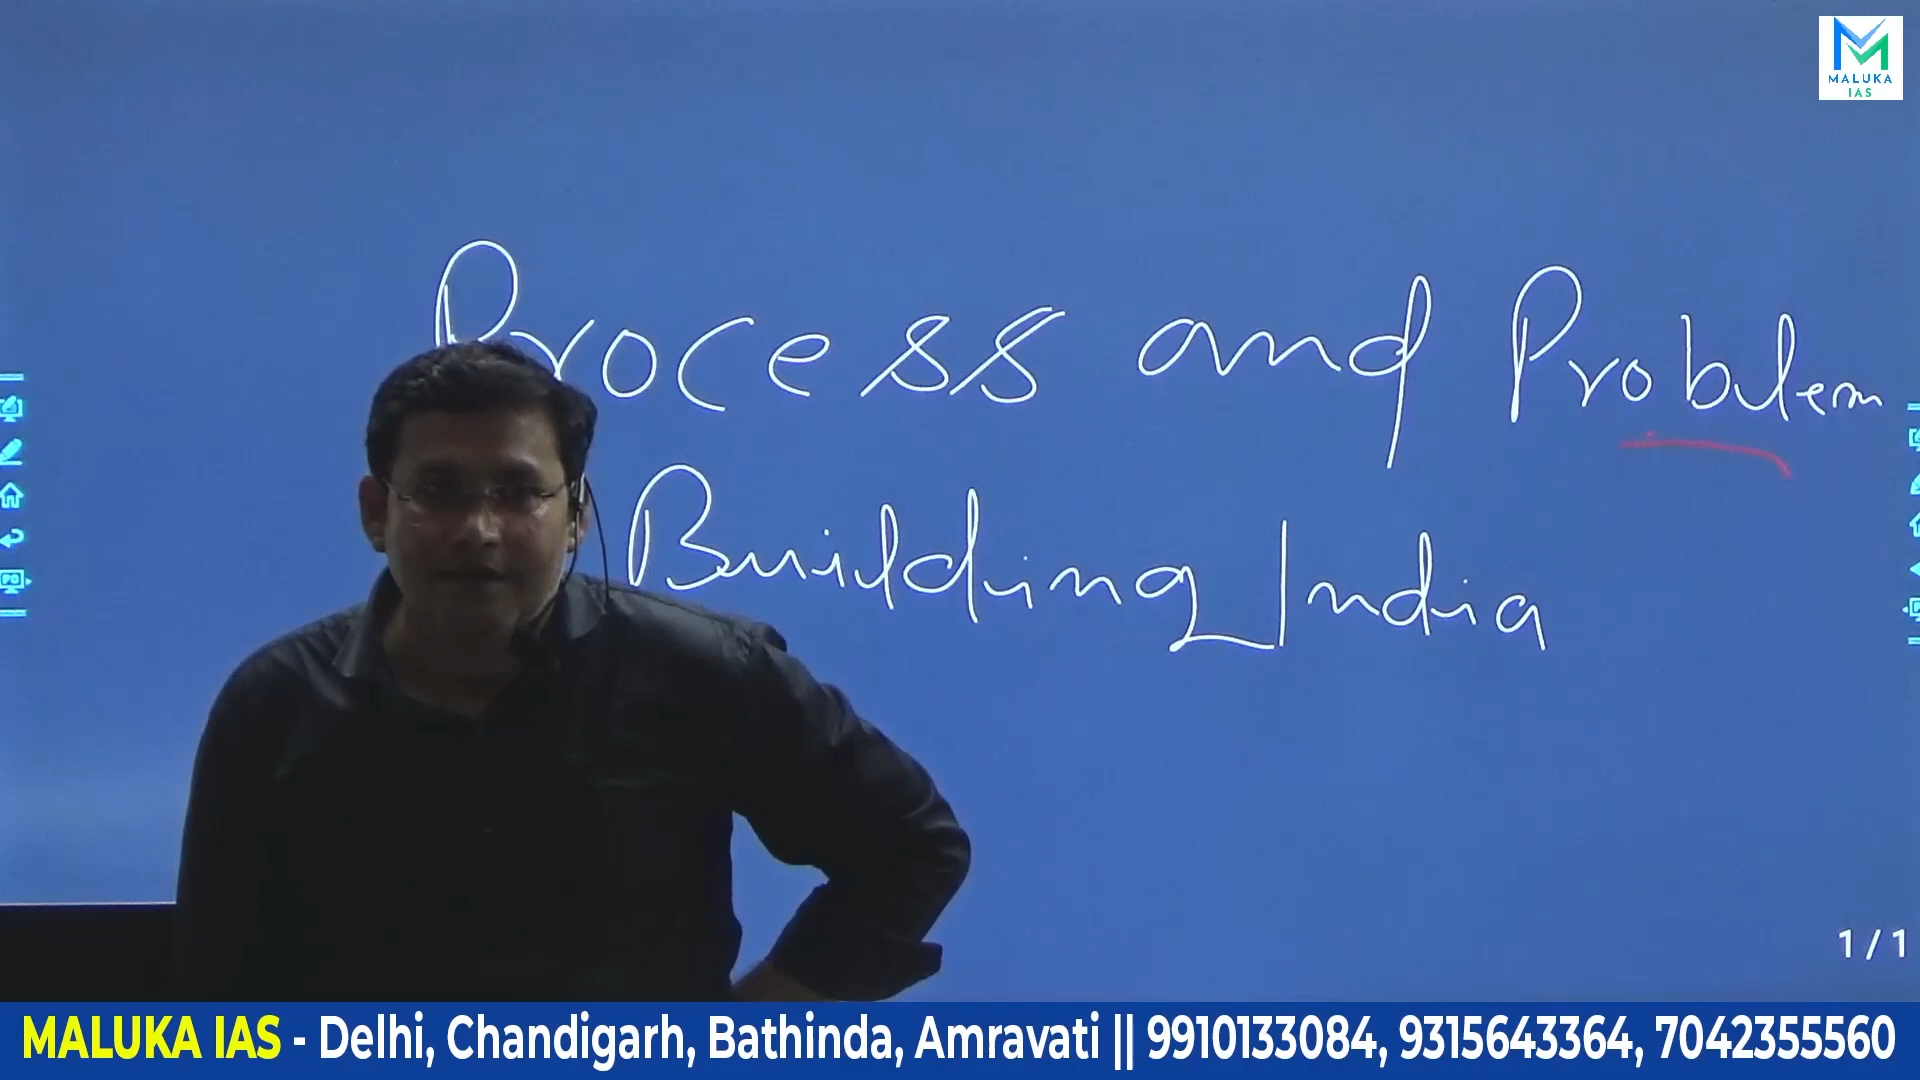 MALUKA
IAS
Process and Problem
Building India
1 / 1
MALUKA IAS - Delhi, Chandigarh, Bathinda, Amravati || 9910133084, 9315643364, 7042355560